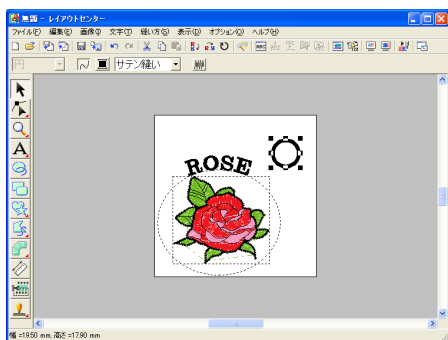 無題 - レイアウトセンター
ファイル(F) 編集(E) 画像(I) 文字(T) 縫い方(S) 表示(D) オプション(O) ヘルプ(H)
サテン縫い
A
ROSE
幅 =19.50 mm, 高さ =17.90 mm